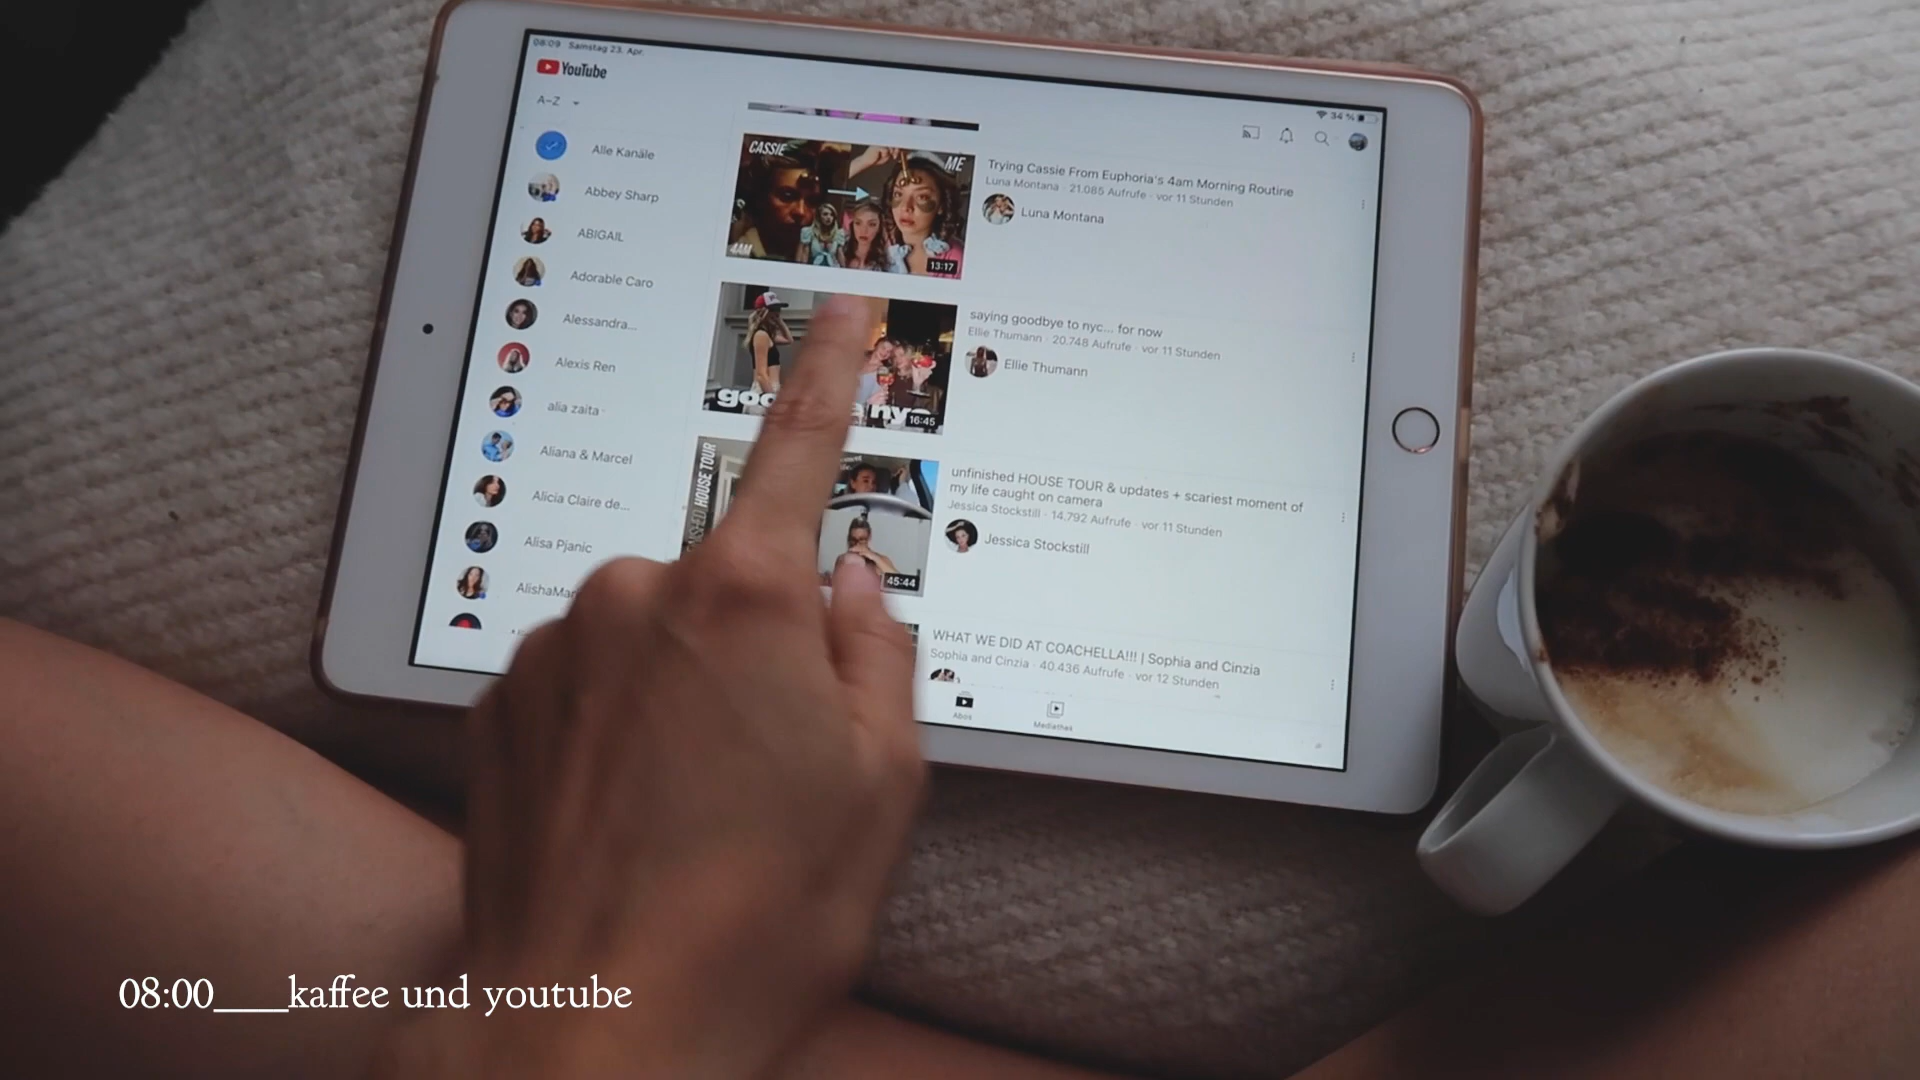 08:09 Samstag 23. Apr.
34 %
YouTube
A-Z
Alle Kanäle
Abbey Sharp
ABIGAIL
Adorable Caro
Alessandra...
Alexis Ren
alia zaita
Aliana & Marcel
Alicia Claire de...
Alisa Pjanic
CASSIE
ME
4AM
13:17
Trying Cassie From Euphoria's 4am Morning Routine
Luna Montana · 21.085 Aufrufe · vor 11 Stunden
Luna Montana
16:45
saying goodbye to nyc... for now
Ellie Thumann · 20.748 Aufrufe · vor 11 Stunden
Ellie Thumann
HOUSE TOUR
45:44
unfinished HOUSE TOUR & updates + scariest moment of
my life caught on camera
Jessica Stockstill · 14.792 Aufrufe · vor 11 Stunden
Jessica Stockstill
WHAT WE DID AT COACHELLA!!! | Sophia and Cinzia
Sophia and Cinzia · 40.436 Aufrufe · vor 12 Stunden
Abos
Mediathek
08:00____kaffee und youtube